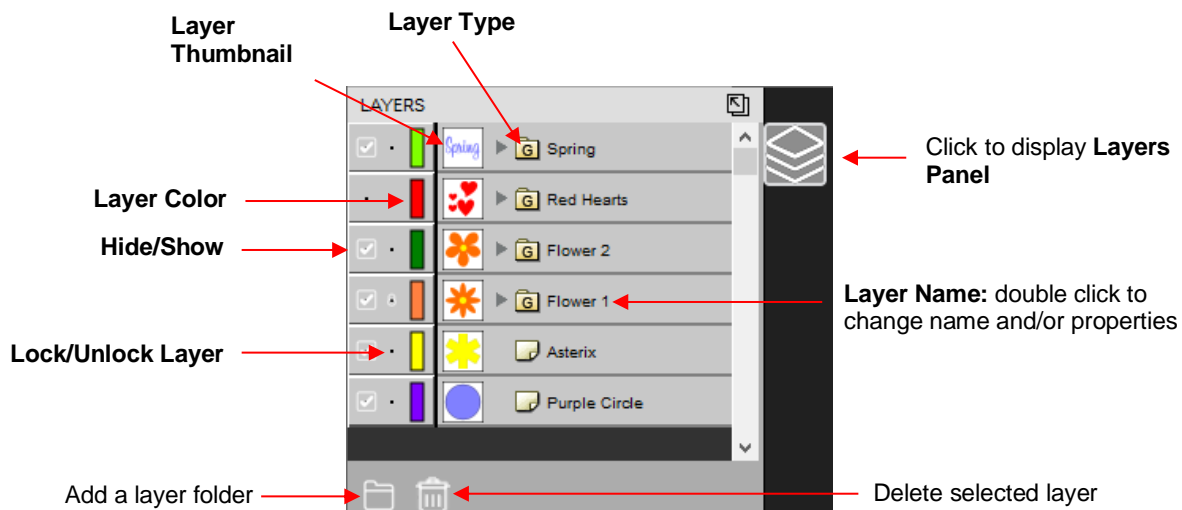 Layer
Thumbnail
Layer Type
LAYERS
Spring
G
Spring
Click to display Layers
Panel
Layer Color
G
Red Hearts
Hide/Show
G
Flower 2
G
Flower 1
Layer Name: double click to
change name and/or properties
Lock/Unlock Layer
Asterix
Purple Circle
Add a layer folder
Delete selected layer